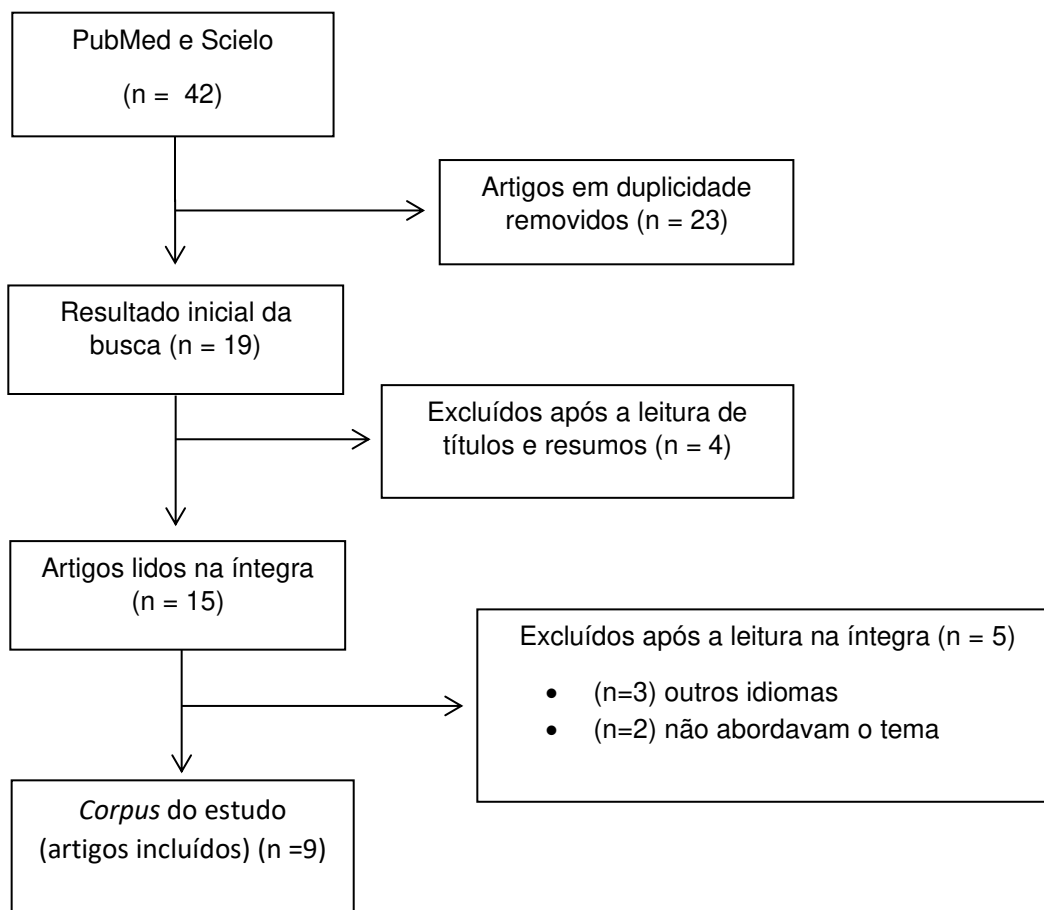 PubMed e Scielo
(n = 42)
Artigos em duplicidade
removidos (n = 23)
Resultado inicial da
busca (n = 19)
Excluídos após a leitura de
títulos e resumos (n = 4)
Artigos lidos na íntegra
(n = 15)
Excluídos após a leitura na íntegra (n = 5)
• (n=3) outros idiomas
• (n=2) não abordavam o tema
Corpus do estudo
(artigos incluídos) (n =9)